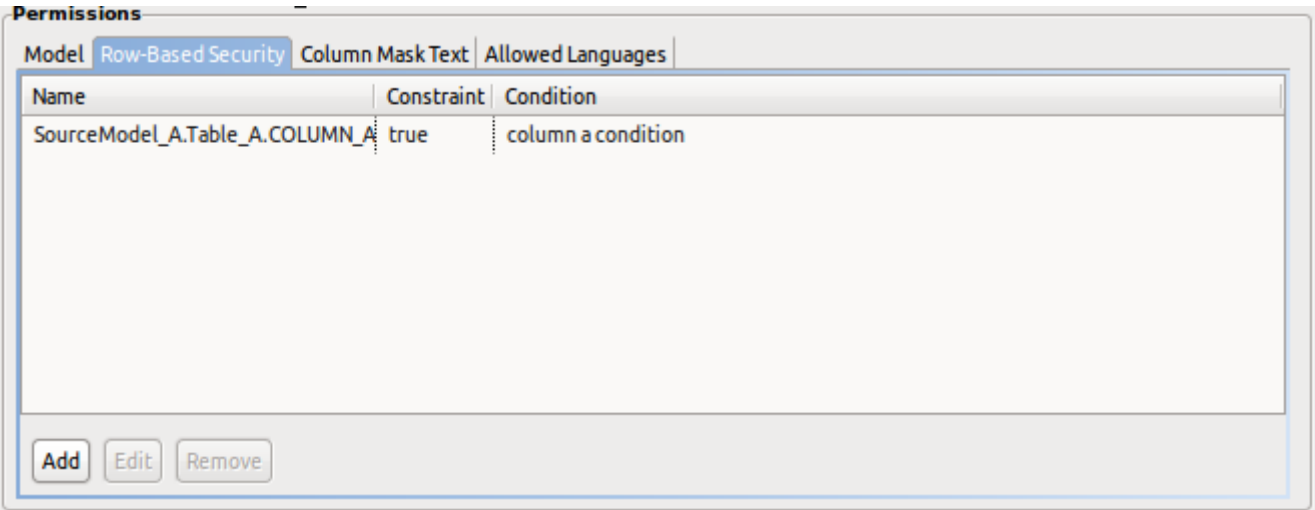 Permissions
Model Row-Based Security Column Mask Text Allowed Languages
Name Constraint Condition
SourceModel_A.Table_A.COLUMN_A true column a condition
Add Edit Remove